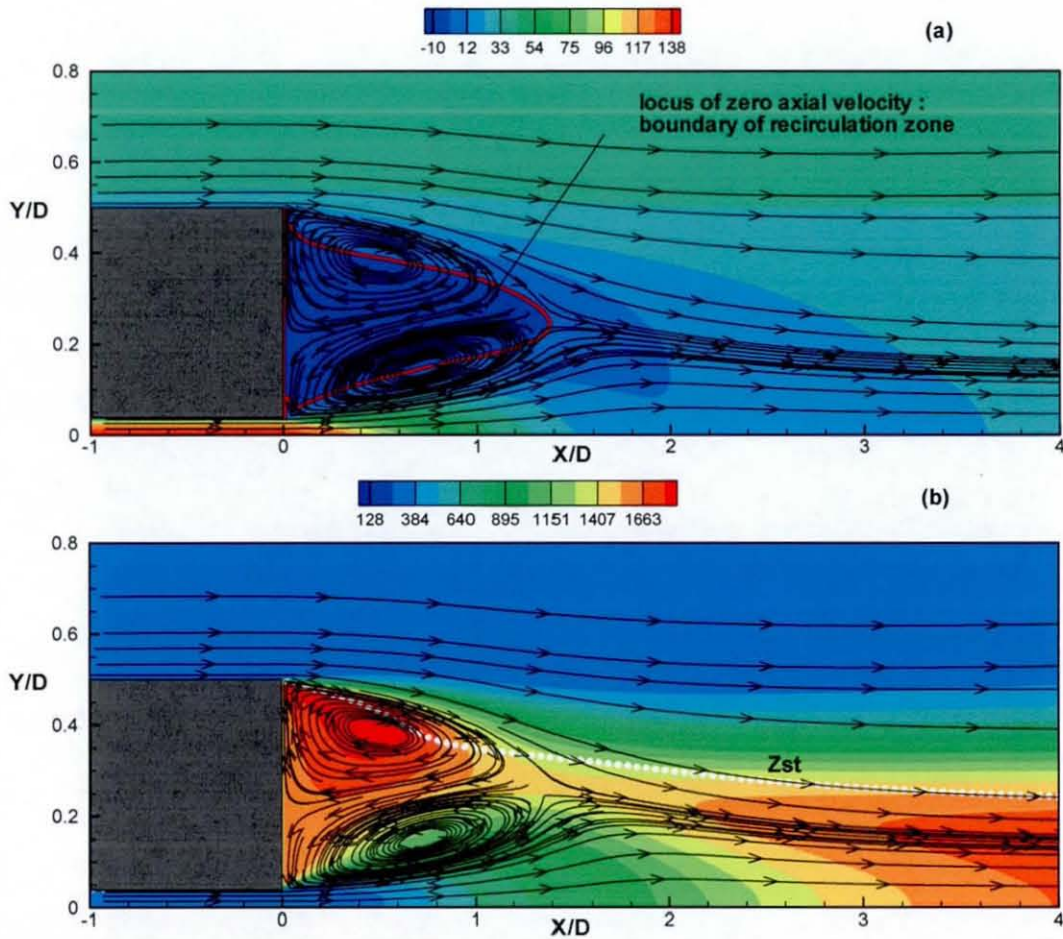 -10 12 33 54 75 96 117 138
(a)
0.8
locus of zero axial velocity :
boundary of recirculation zone
0.6
Y/D
0.4
0.2
0
-1 0 1 2 3 4
X/D
128 384 640 895 1151 1407 1663
(b)
0.8
0.6
Y/D
0.4
Zst
0.2
0
-1 0 1 2 3 4
X/D